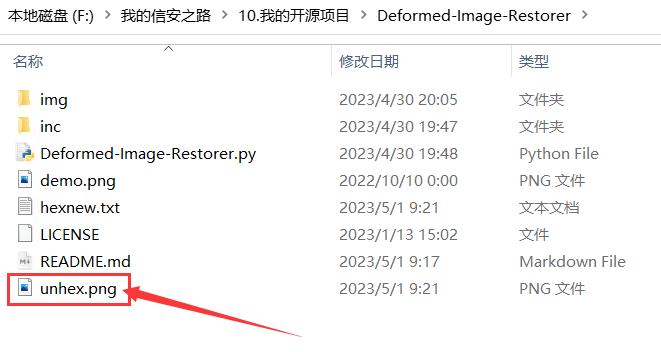 本地磁盘 (F:) > 我的信安之路 > 10.我的开源项目 > Deformed-Image-Restorer >
名称 修改日期 类型
img 2023/4/30 20:05 文件夹
inc 2023/4/30 19:47 文件夹
Deformed-Image-Restorer.py 2023/4/30 19:48 Python File
demo.png 2022/10/10 0:00 PNG 文件
hexnew.txt 2023/5/1 9:21 文本文档
LICENSE 2023/1/13 15:02 文件
README.md 2023/5/1 9:17 Markdown File
unhex.png 2023/5/1 9:21 PNG 文件